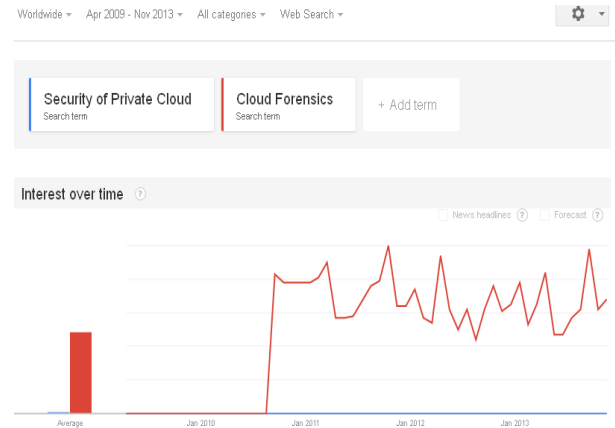 Worldwide Apr 2009 - Nov 2013 All categories Web Search
Security of Private Cloud Cloud Forensics + Add term
Search term Search term
Interest over time ?
News headlines ? Forecast ?
Average Jan 2010 Jan 2011 Jan 2012 Jan 2013